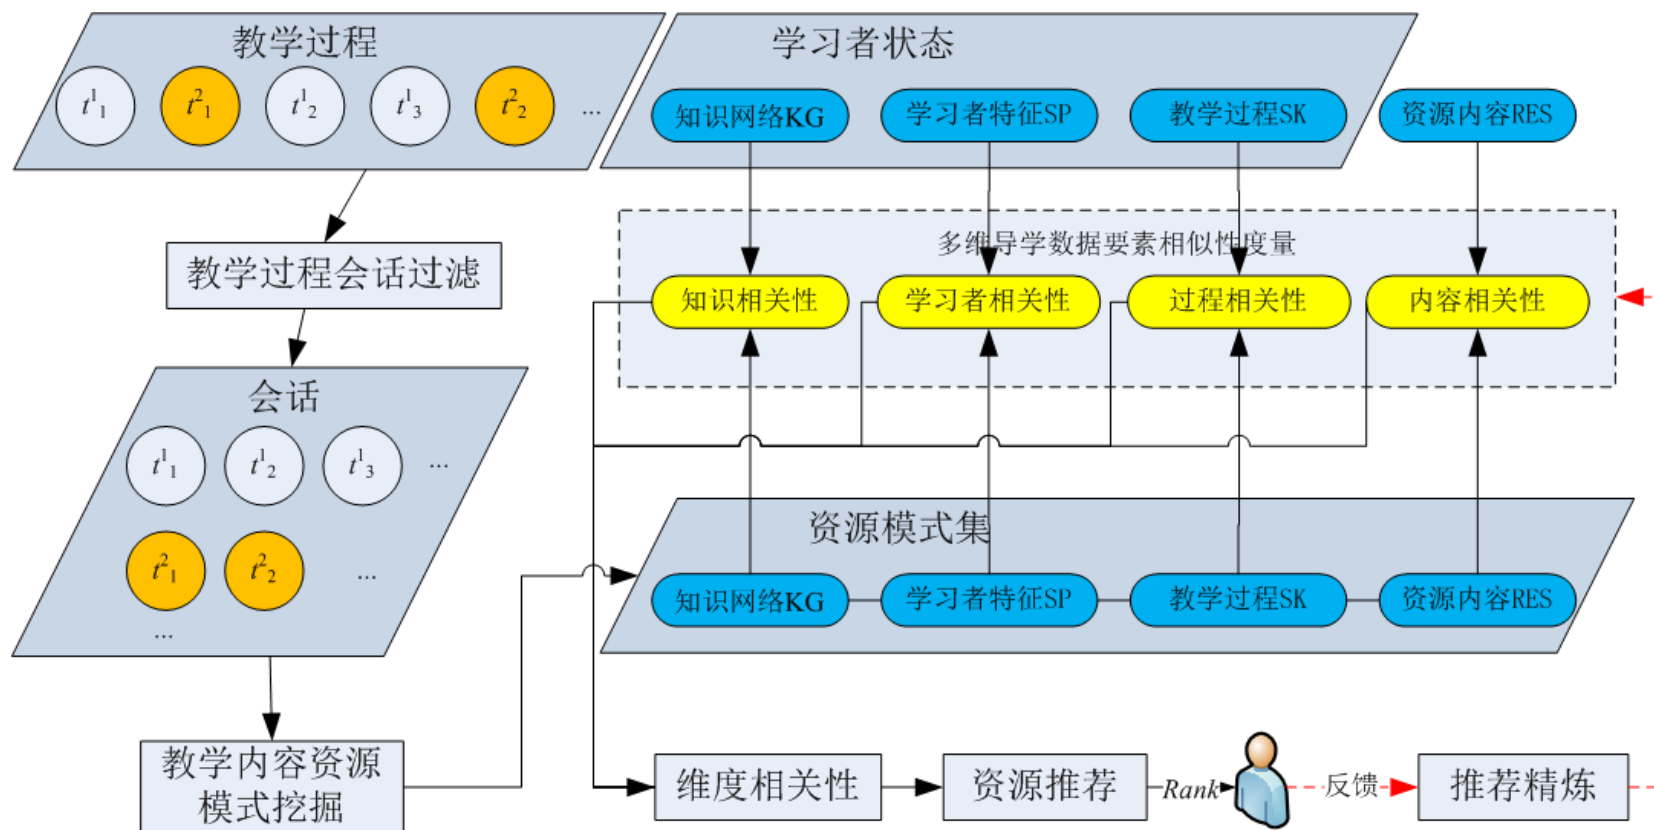 教学过程
t¹₁
t²₁
t¹₂
t¹₃
t²₂
...
学习者状态
知识网络KG
学习者特征SP
教学过程SK
资源内容RES
教学过程会话过滤
多维导学数据要素相似性度量
知识相关性
学习者相关性
过程相关性
内容相关性
会话
t¹₁
t¹₂
t¹₃
...
t²₁
t²₂
...
...
资源模式集
知识网络KG
学习者特征SP
教学过程SK
资源内容RES
教学内容资源
模式挖掘
维度相关性
资源推荐
Rank
反馈
推荐精炼